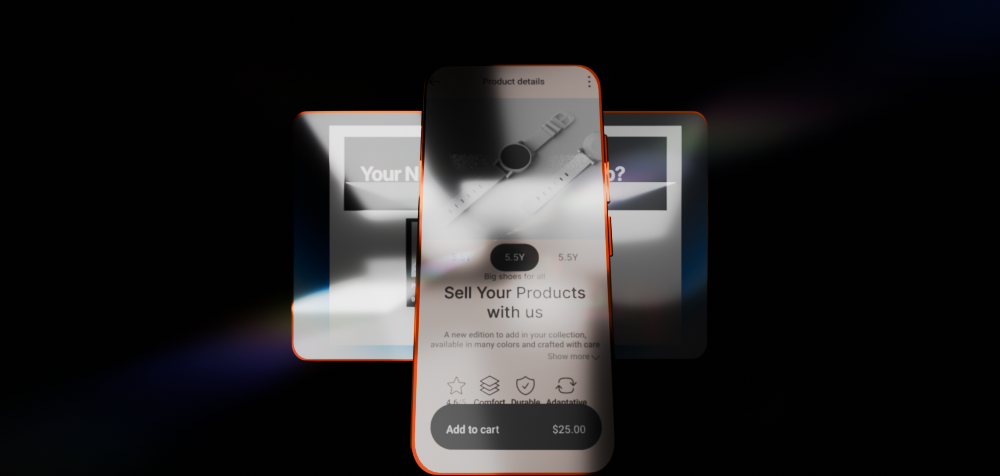 Product details
Your N
o?
5.5Y
5.5Y
Big shoes for all
Sell Your Products
with us
A new edition to add in your collection,
available in many colors and crafted with care
Show more
4.6/5 Comfort Durable Adaptative
Add to cart $25.00